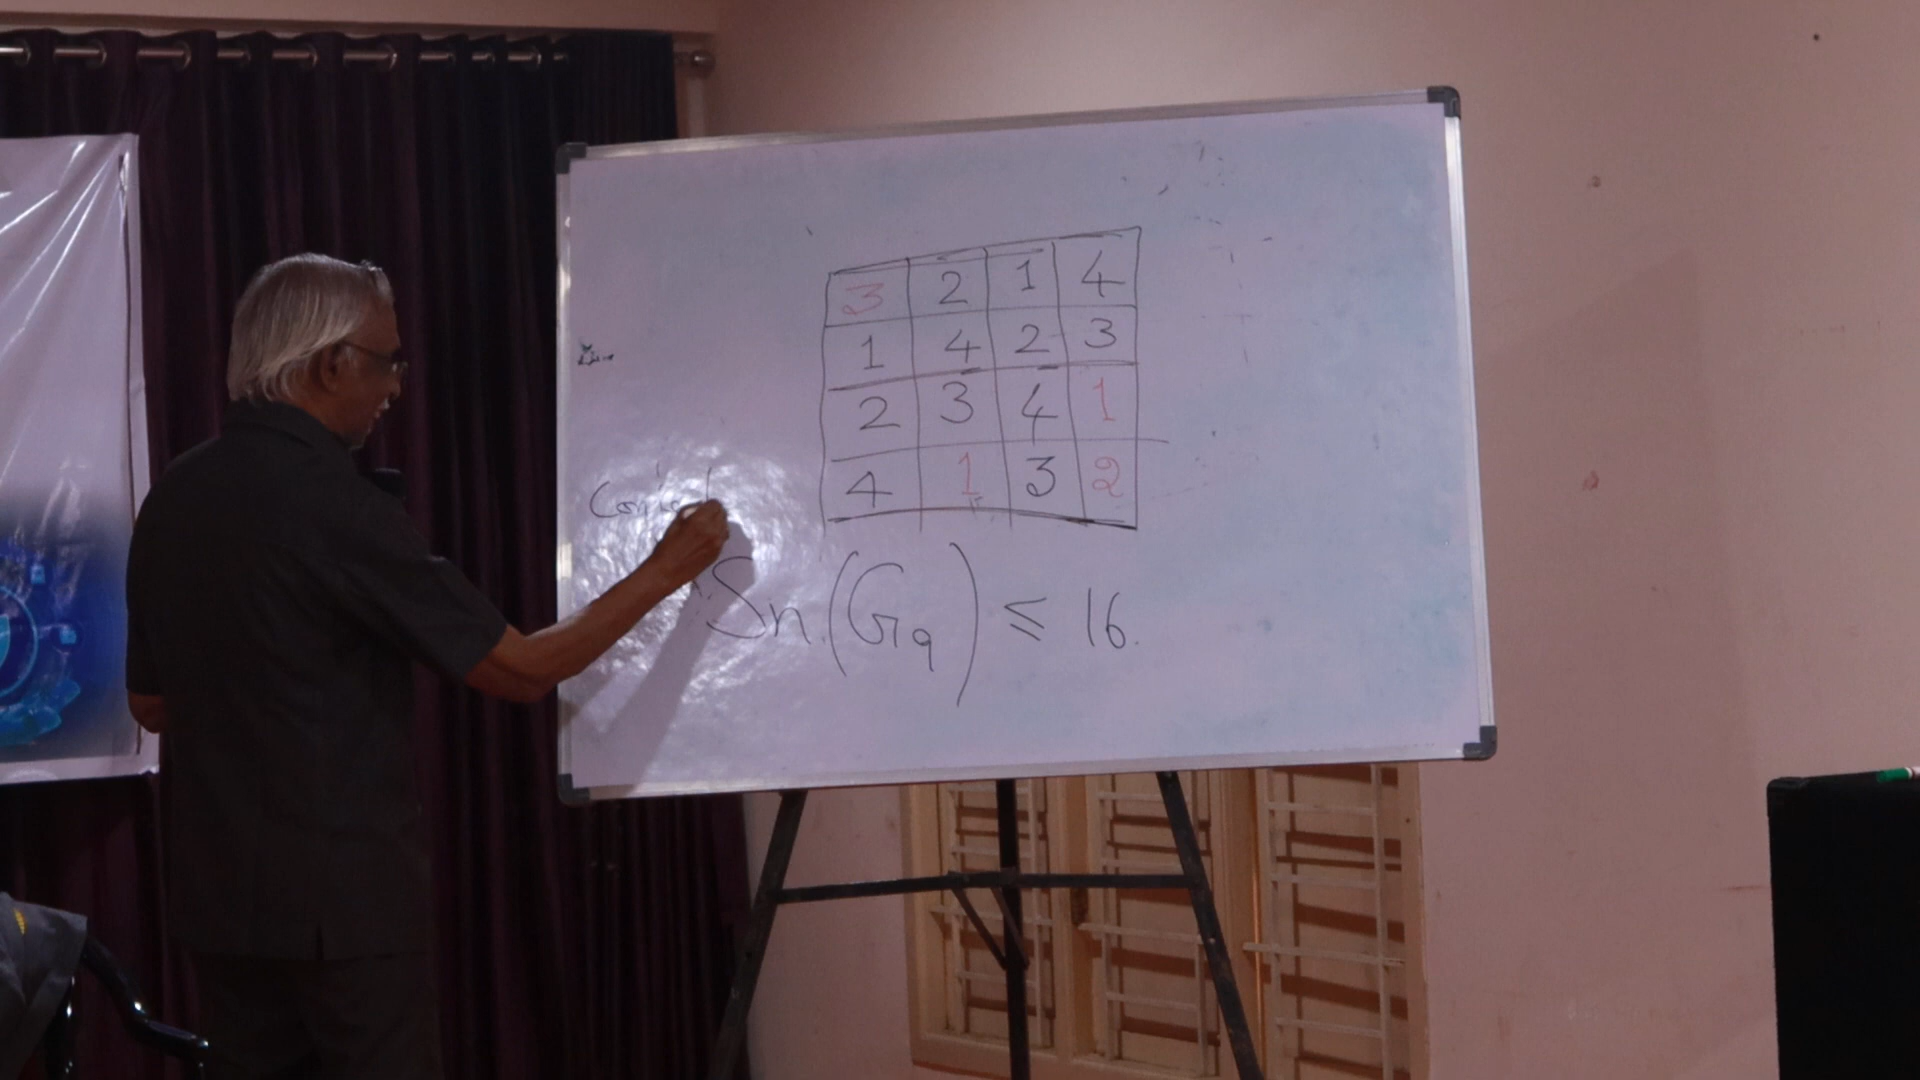 3 2 1 4
1 4 2 3
2 3 4 1
4 1 3 2
Sn(G₉) ≤ 16.